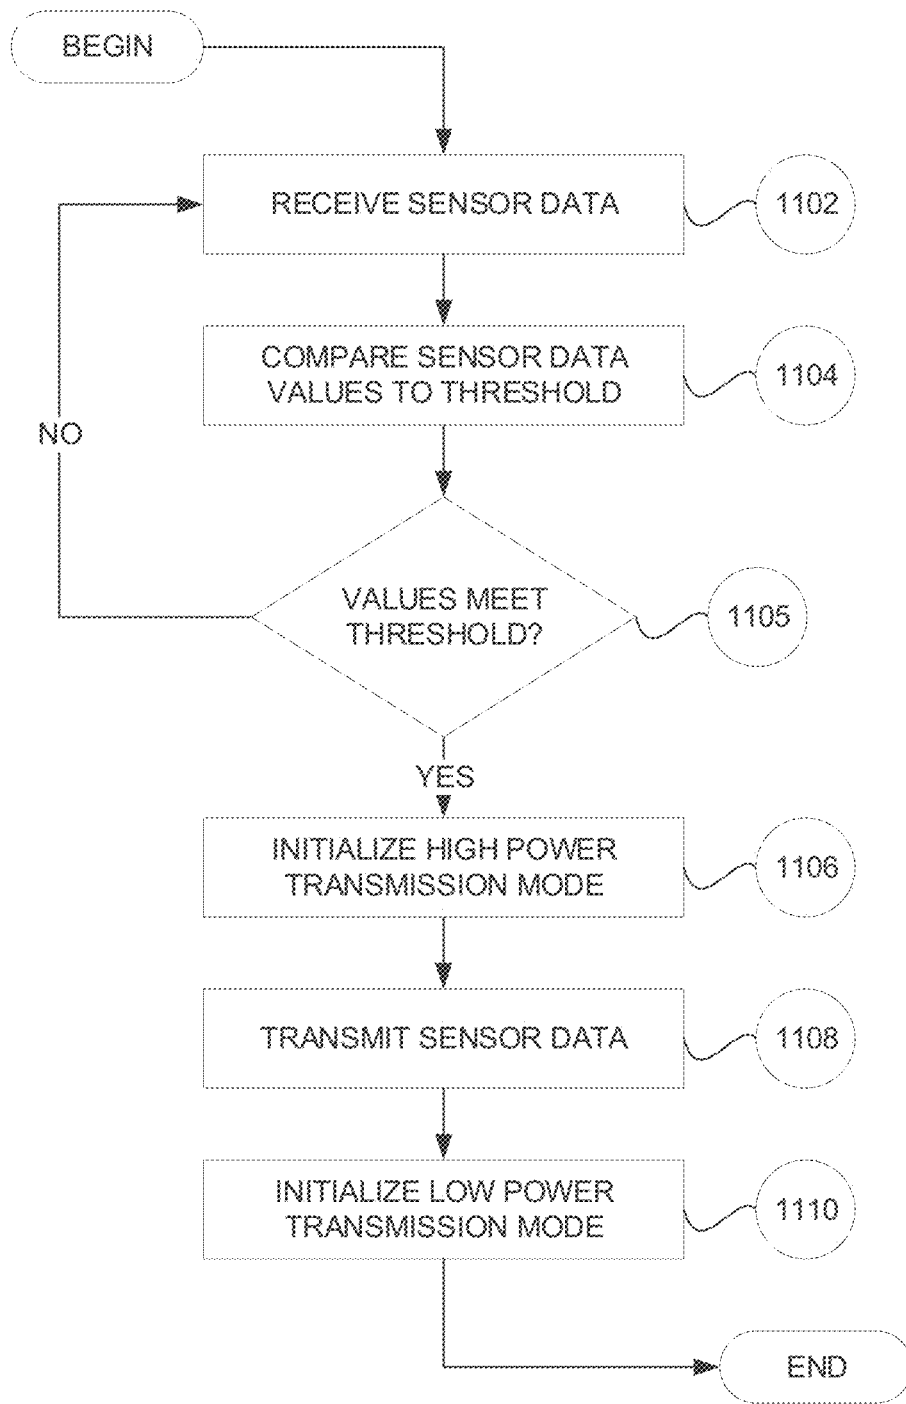 BEGIN
RECEIVE SENSOR DATA
1102
COMPARE SENSOR DATA
VALUES TO THRESHOLD
1104
NO
VALUES MEET
THRESHOLD?
1105
YES
INITIALIZE HIGH POWER
TRANSMISSION MODE
1106
TRANSMIT SENSOR DATA
1108
INITIALIZE LOW POWER
TRANSMISSION MODE
1110
END